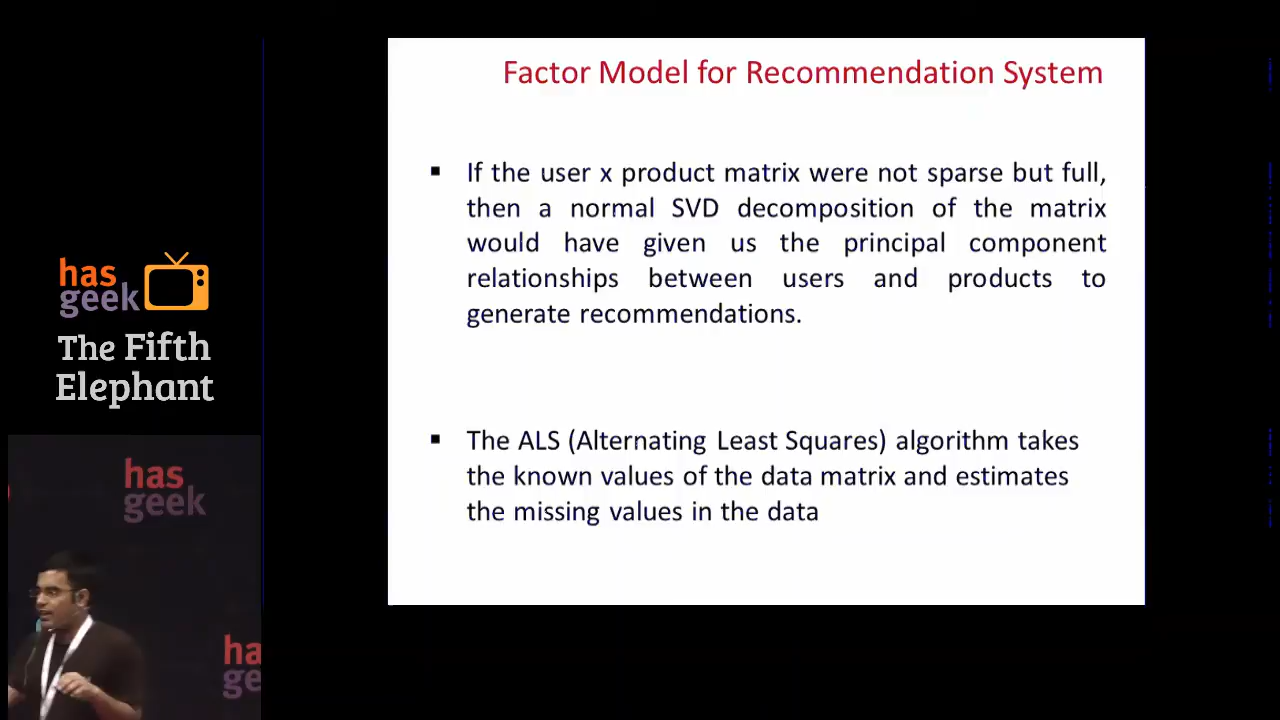 Factor Model for Recommendation System
▪ If the user x product matrix were not sparse but full,
then a normal SVD decomposition of the matrix
would have given us the principal component
relationships between users and products to
generate recommendations.
▪ The ALS (Alternating Least Squares) algorithm takes
the known values of the data matrix and estimates
the missing values in the data
has
geek
The Fifth
Elephant
has
geek
ha
ge